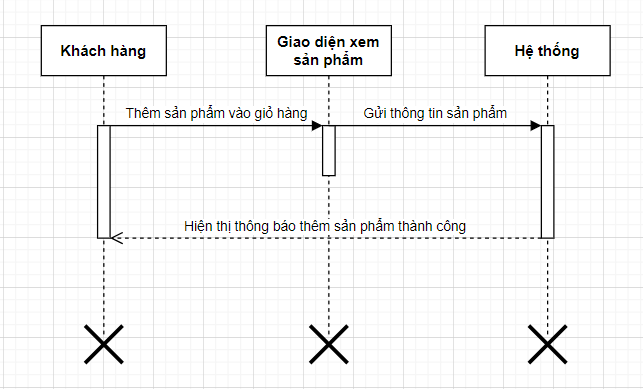 Khách hàng
Giao diện xem
sản phẩm
Hệ thống
Thêm sản phẩm vào giỏ hàng
Gửi thông tin sản phẩm
Hiện thị thông báo thêm sản phẩm thành công